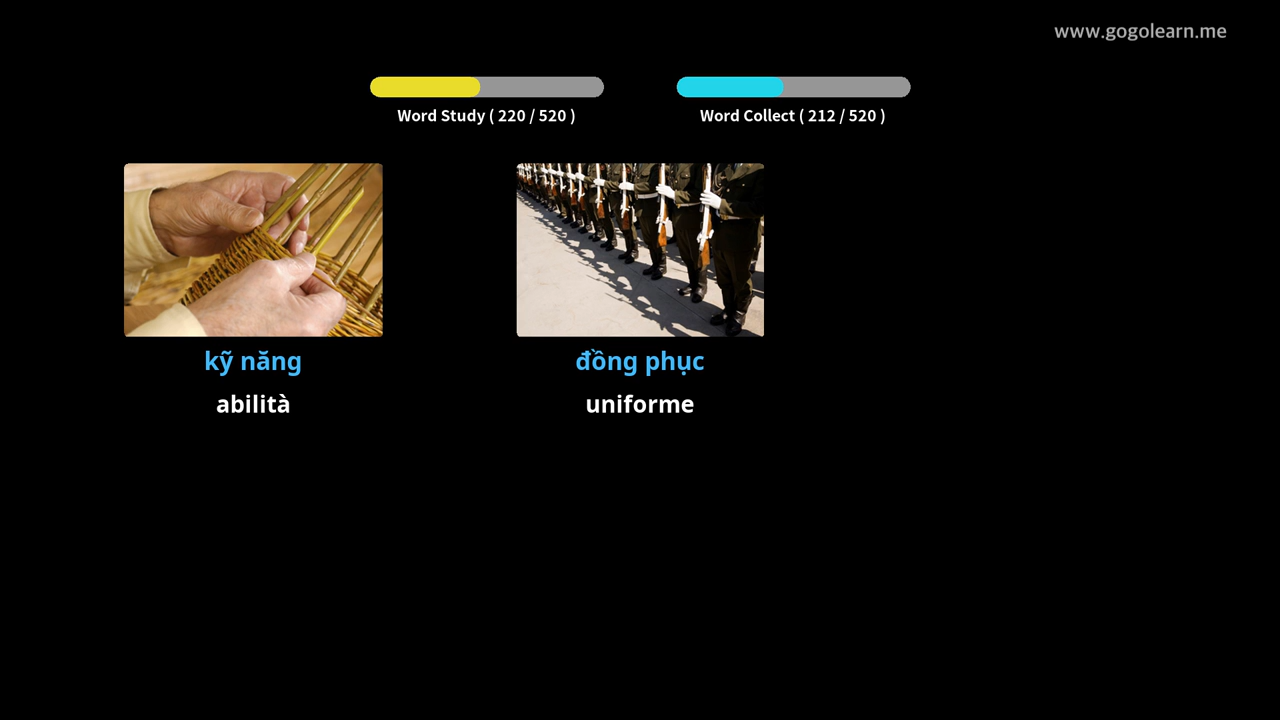 www.gogolearn.me
Word Study ( 220 / 520 )
Word Collect ( 212 / 520 )
kỹ năng
abilità
đồng phục
uniforme